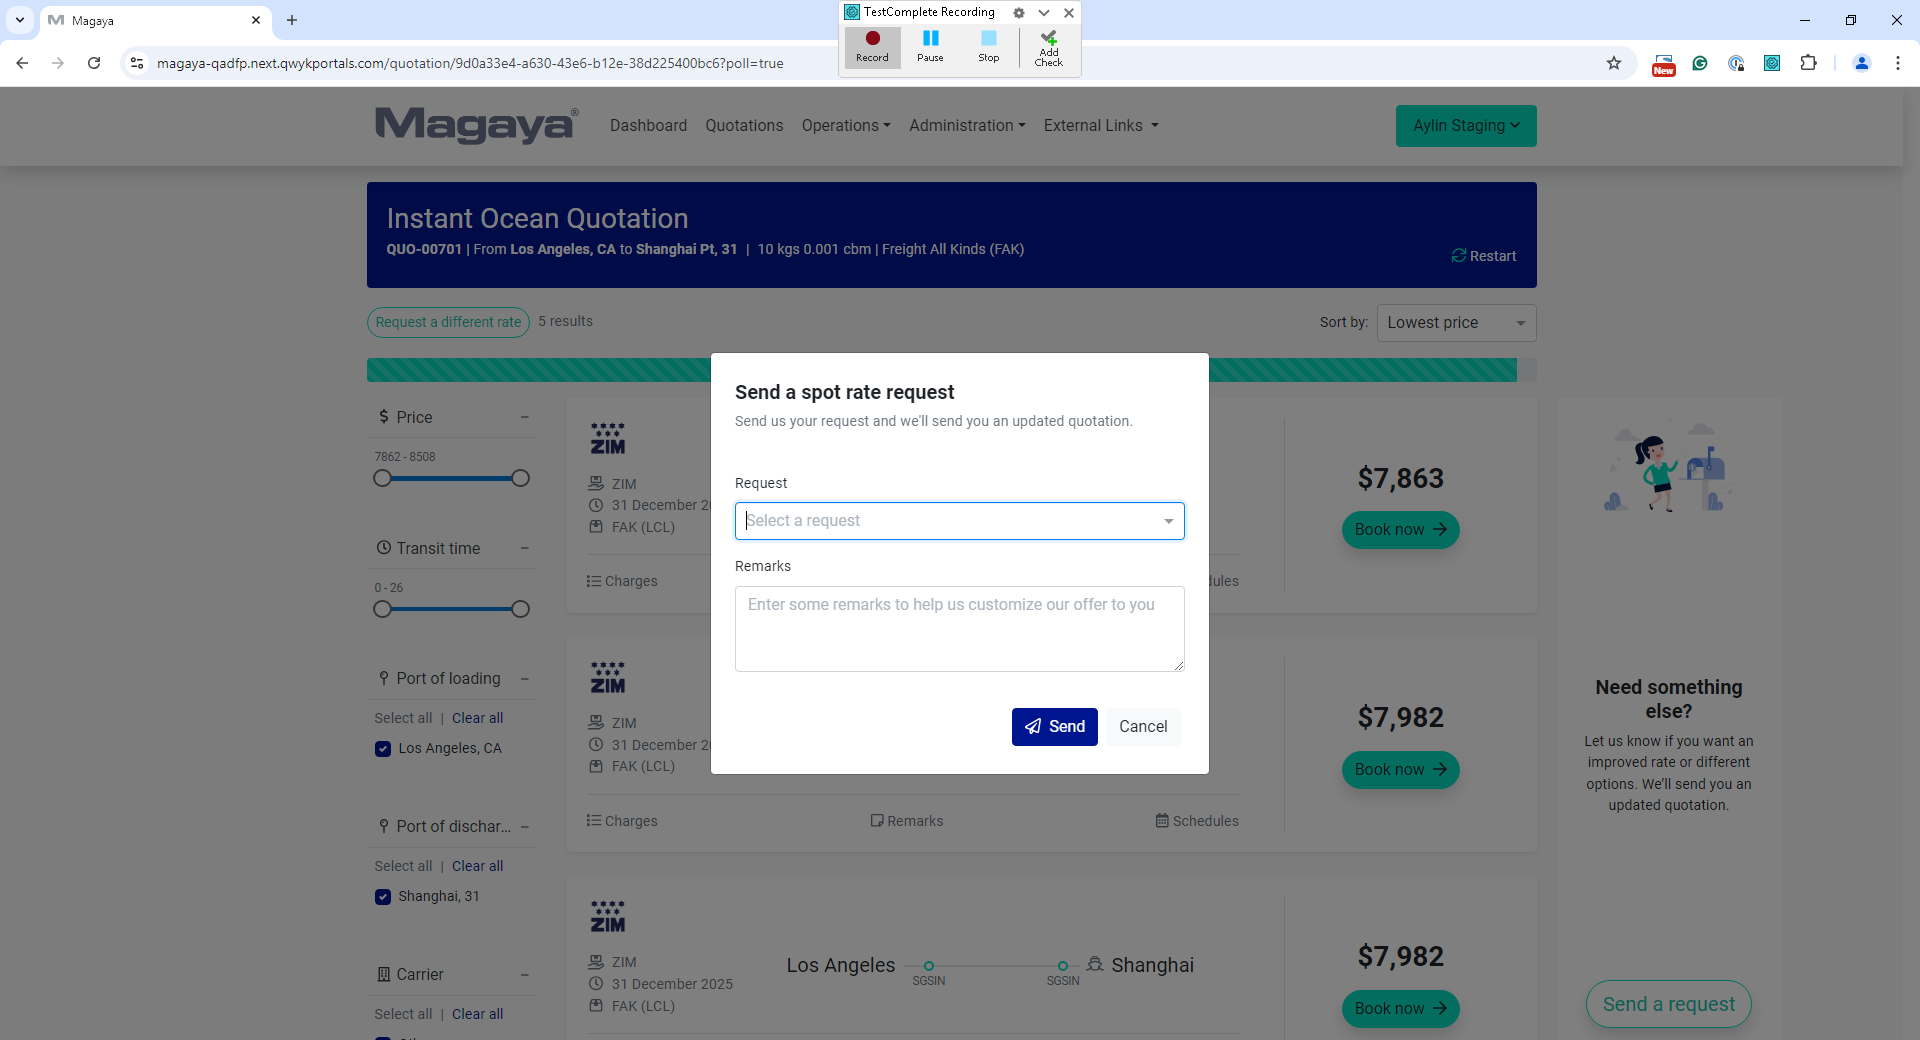 Magaya
TestComplete Recording
Record
Pause
Stop
Add
Check
magaya-qadfp.next.qwykportals.com/quotation/9d0a33e4-a630-43e6-b12e-38d225400bc6?poll=true
New
Magaya®
Dashboard
Quotations
Operations
Administration
External Links
Aylin Staging
Instant Ocean Quotation
QUO-00701 | From Los Angeles, CA to Shanghai Pt, 31 | 10 kgs 0.001 cbm | Freight All Kinds (FAK)
Restart
Request a different rate
5 results
Sort by:
Lowest price
Price
7862 - 8508
Transit time
0 - 26
Port of loading
Select all | Clear all
Los Angeles, CA
Port of dischar...
Select all | Clear all
Shanghai, 31
Carrier
Select all | Clear all
ZIM
ZIM
31 December 20
FAK (LCL)
Charges
$7,863
Book now
Send a spot rate request
Send us your request and we'll send you an updated quotation.
Request
Select a request
Remarks
Enter some remarks to help us customize our offer to you
Send
Cancel
ZIM
ZIM
31 December 20
FAK (LCL)
Charges
Remarks
Schedules
$7,982
Book now
ZIM
ZIM
31 December 2025
FAK (LCL)
Los Angeles
SGSIN
SGSIN
Shanghai
$7,982
Book now
Need something
else?
Let us know if you want an
improved rate or different
options. We'll send you an
updated quotation.
Send a request